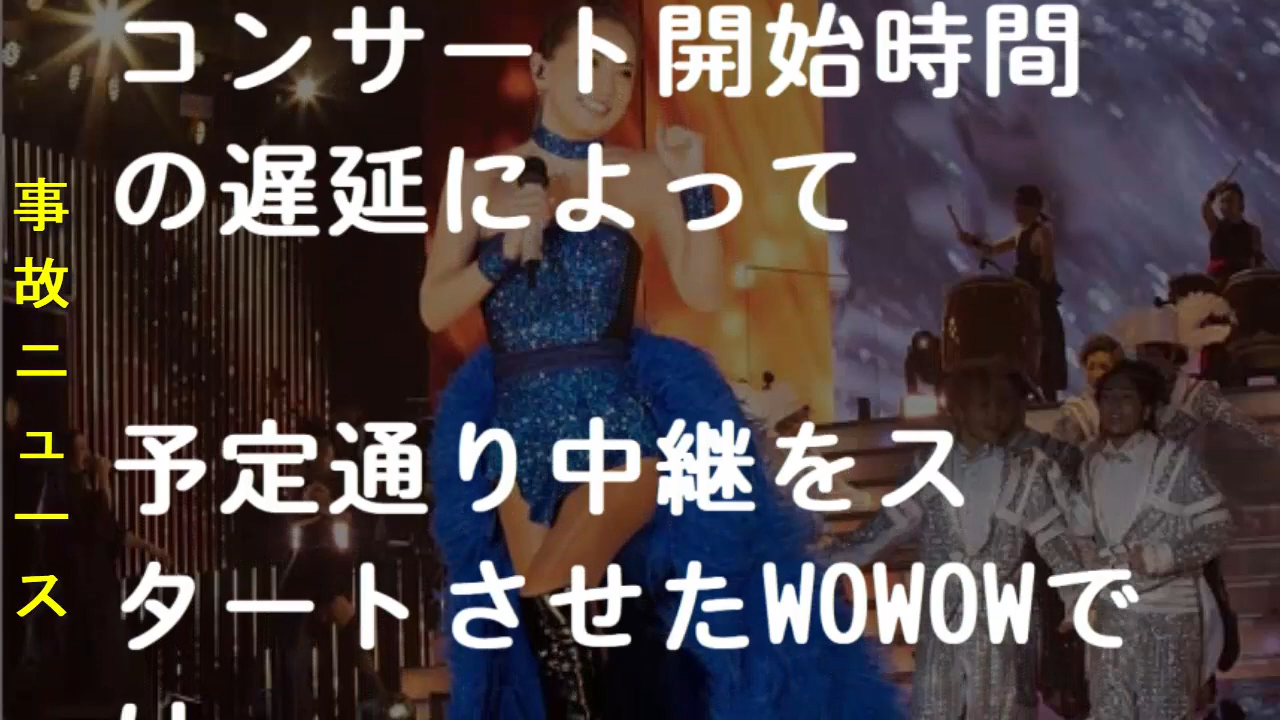 事故ニュース
コンサート開始時間
の遅延によって
予定通り中継をス
タートさせたWOWOWで